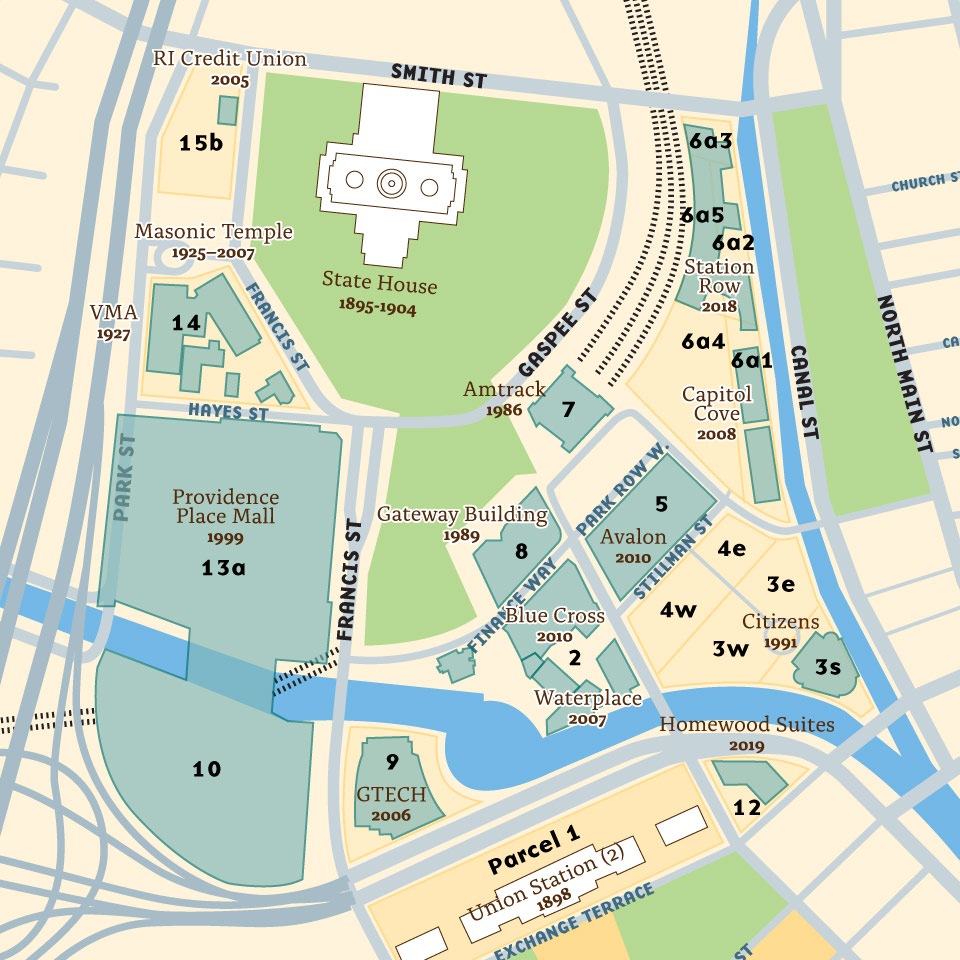 RI Credit Union
2005
SMITH ST
15b
6a3
CHURCH ST
Masonic Temple
1925–2007
6a5
6a2
State House
1895-1904
Station
Row
2018
VMA
1927
14
FRANCIS ST
GASPEE ST
NORTH MAIN ST
6a4
6a1
CANAL ST
CA
Amtrack
1986
7
Capitol
Cove
2008
HAYES ST
NO
S
PARK ST
PARK ROW W.
Providence
Place Mall
1999
13a
Gateway Building
1989
8
5
Avalon
2010
STILLMAN ST
FRANCIS ST
FINANCE WAY
4e
3e
4w
Citizens
1991
3w
3s
Blue Cross
2010
2
Waterplace
2007
Homewood Suites
2019
10
9
GTECH
2006
12
Parcel 1
Union Station (2)
1898
EXCHANGE TERRACE
ST